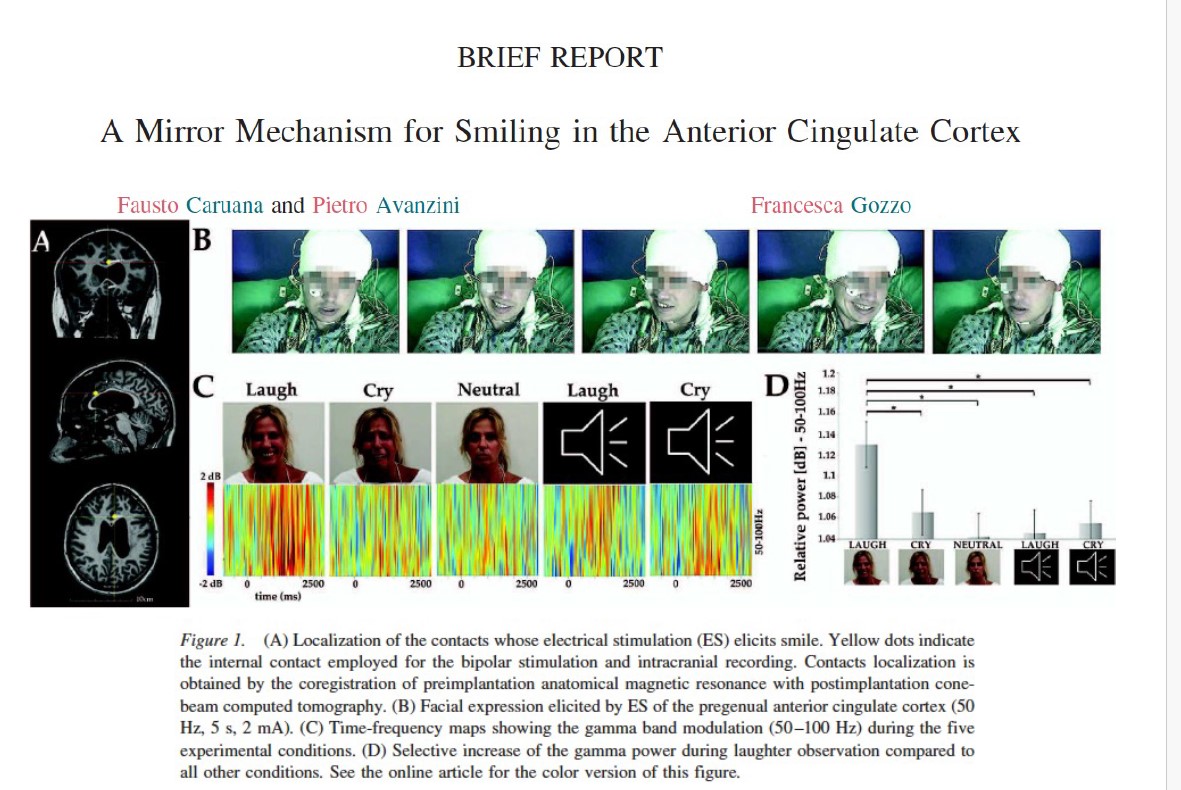 BRIEF REPORT
A Mirror Mechanism for Smiling in the Anterior Cingulate Cortex
Fausto Caruana and Pietro Avanzini
Francesca Gozzo
A
B
C
Laugh
Cry
Neutral
Laugh
Cry
2 dB
-2 dB
50-100Hz
0 2500 0 2500 0 2500 0 2500 0 2500
time (ms)
D
Relative power [dB] - 50-100Hz
1.2
1.18
1.16
1.14
1.12
1.1
1.08
1.06
1.04
* * * *
LAUGH CRY NEUTRAL LAUGH CRY
Figure 1. (A) Localization of the contacts whose electrical stimulation (ES) elicits smile. Yellow dots indicate
the internal contact employed for the bipolar stimulation and intracranial recording. Contacts localization is
obtained by the coregistration of preimplantation anatomical magnetic resonance with postimplantation cone-
beam computed tomography. (B) Facial expression elicited by ES of the pregenual anterior cingulate cortex (50
Hz, 5 s, 2 mA). (C) Time-frequency maps showing the gamma band modulation (50–100 Hz) during the five
experimental conditions. (D) Selective increase of the gamma power during laughter observation compared to
all other conditions. See the online article for the color version of this figure.